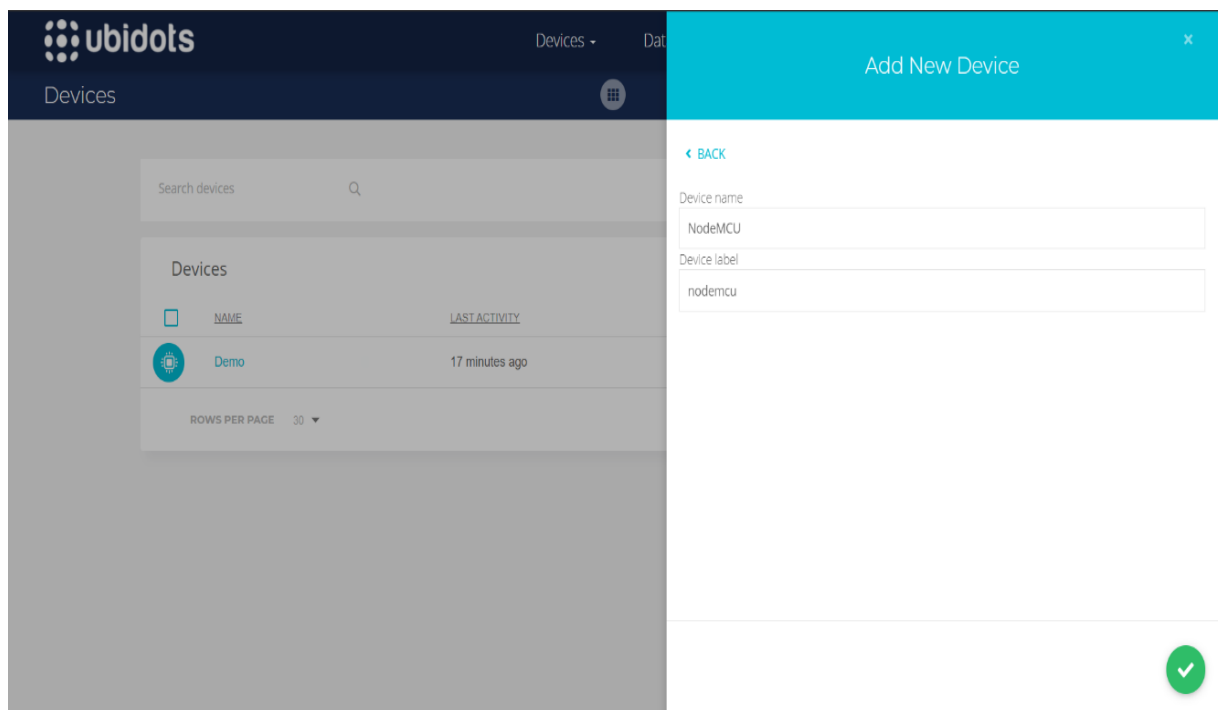 ubidots
Devices
Dat
Devices
Search devices
Devices
NAME LAST ACTIVITY
Demo 17 minutes ago
ROWS PER PAGE 30
×
Add New Device
BACK
Device name
NodeMCU
Device label
nodemcu